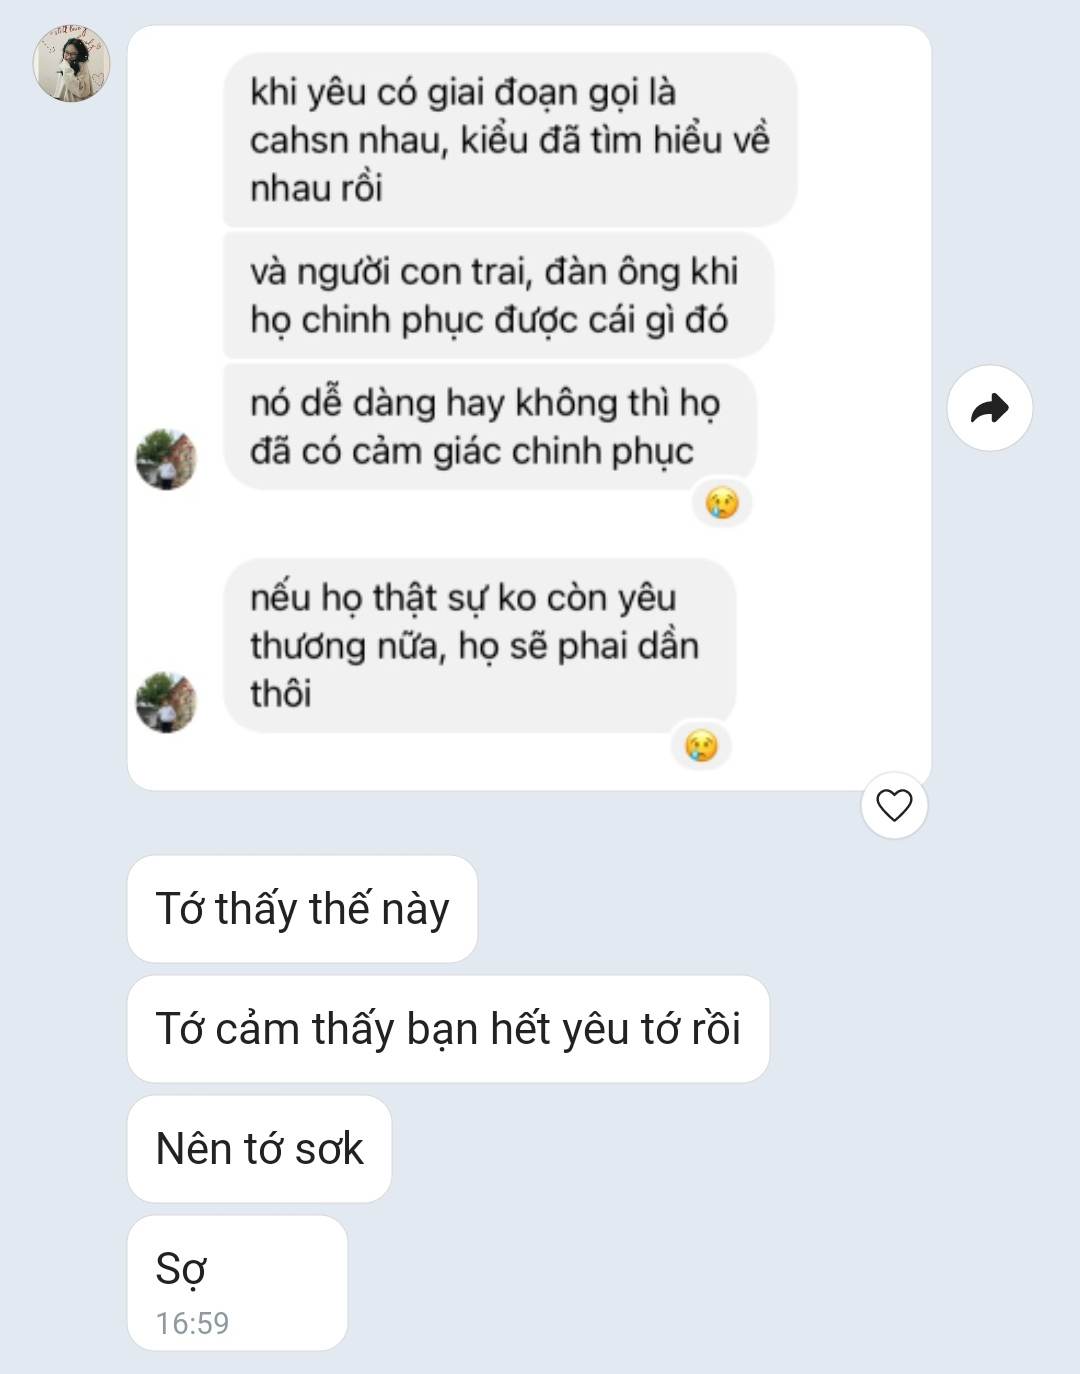 khi yêu có giai đoạn gọi là
cahsn nhau, kiểu đã tìm hiểu về
nhau rồi
và người con trai, đàn ông khi
họ chinh phục được cái gì đó
nó dễ dàng hay không thì họ
đã có cảm giác chinh phục
nếu họ thật sự ko còn yêu
thương nữa, họ sẽ phai dần
thôi
Tớ thấy thế này
Tớ cảm thấy bạn hết yêu tớ rồi
Nên tớ sơk
Sợ
16:59